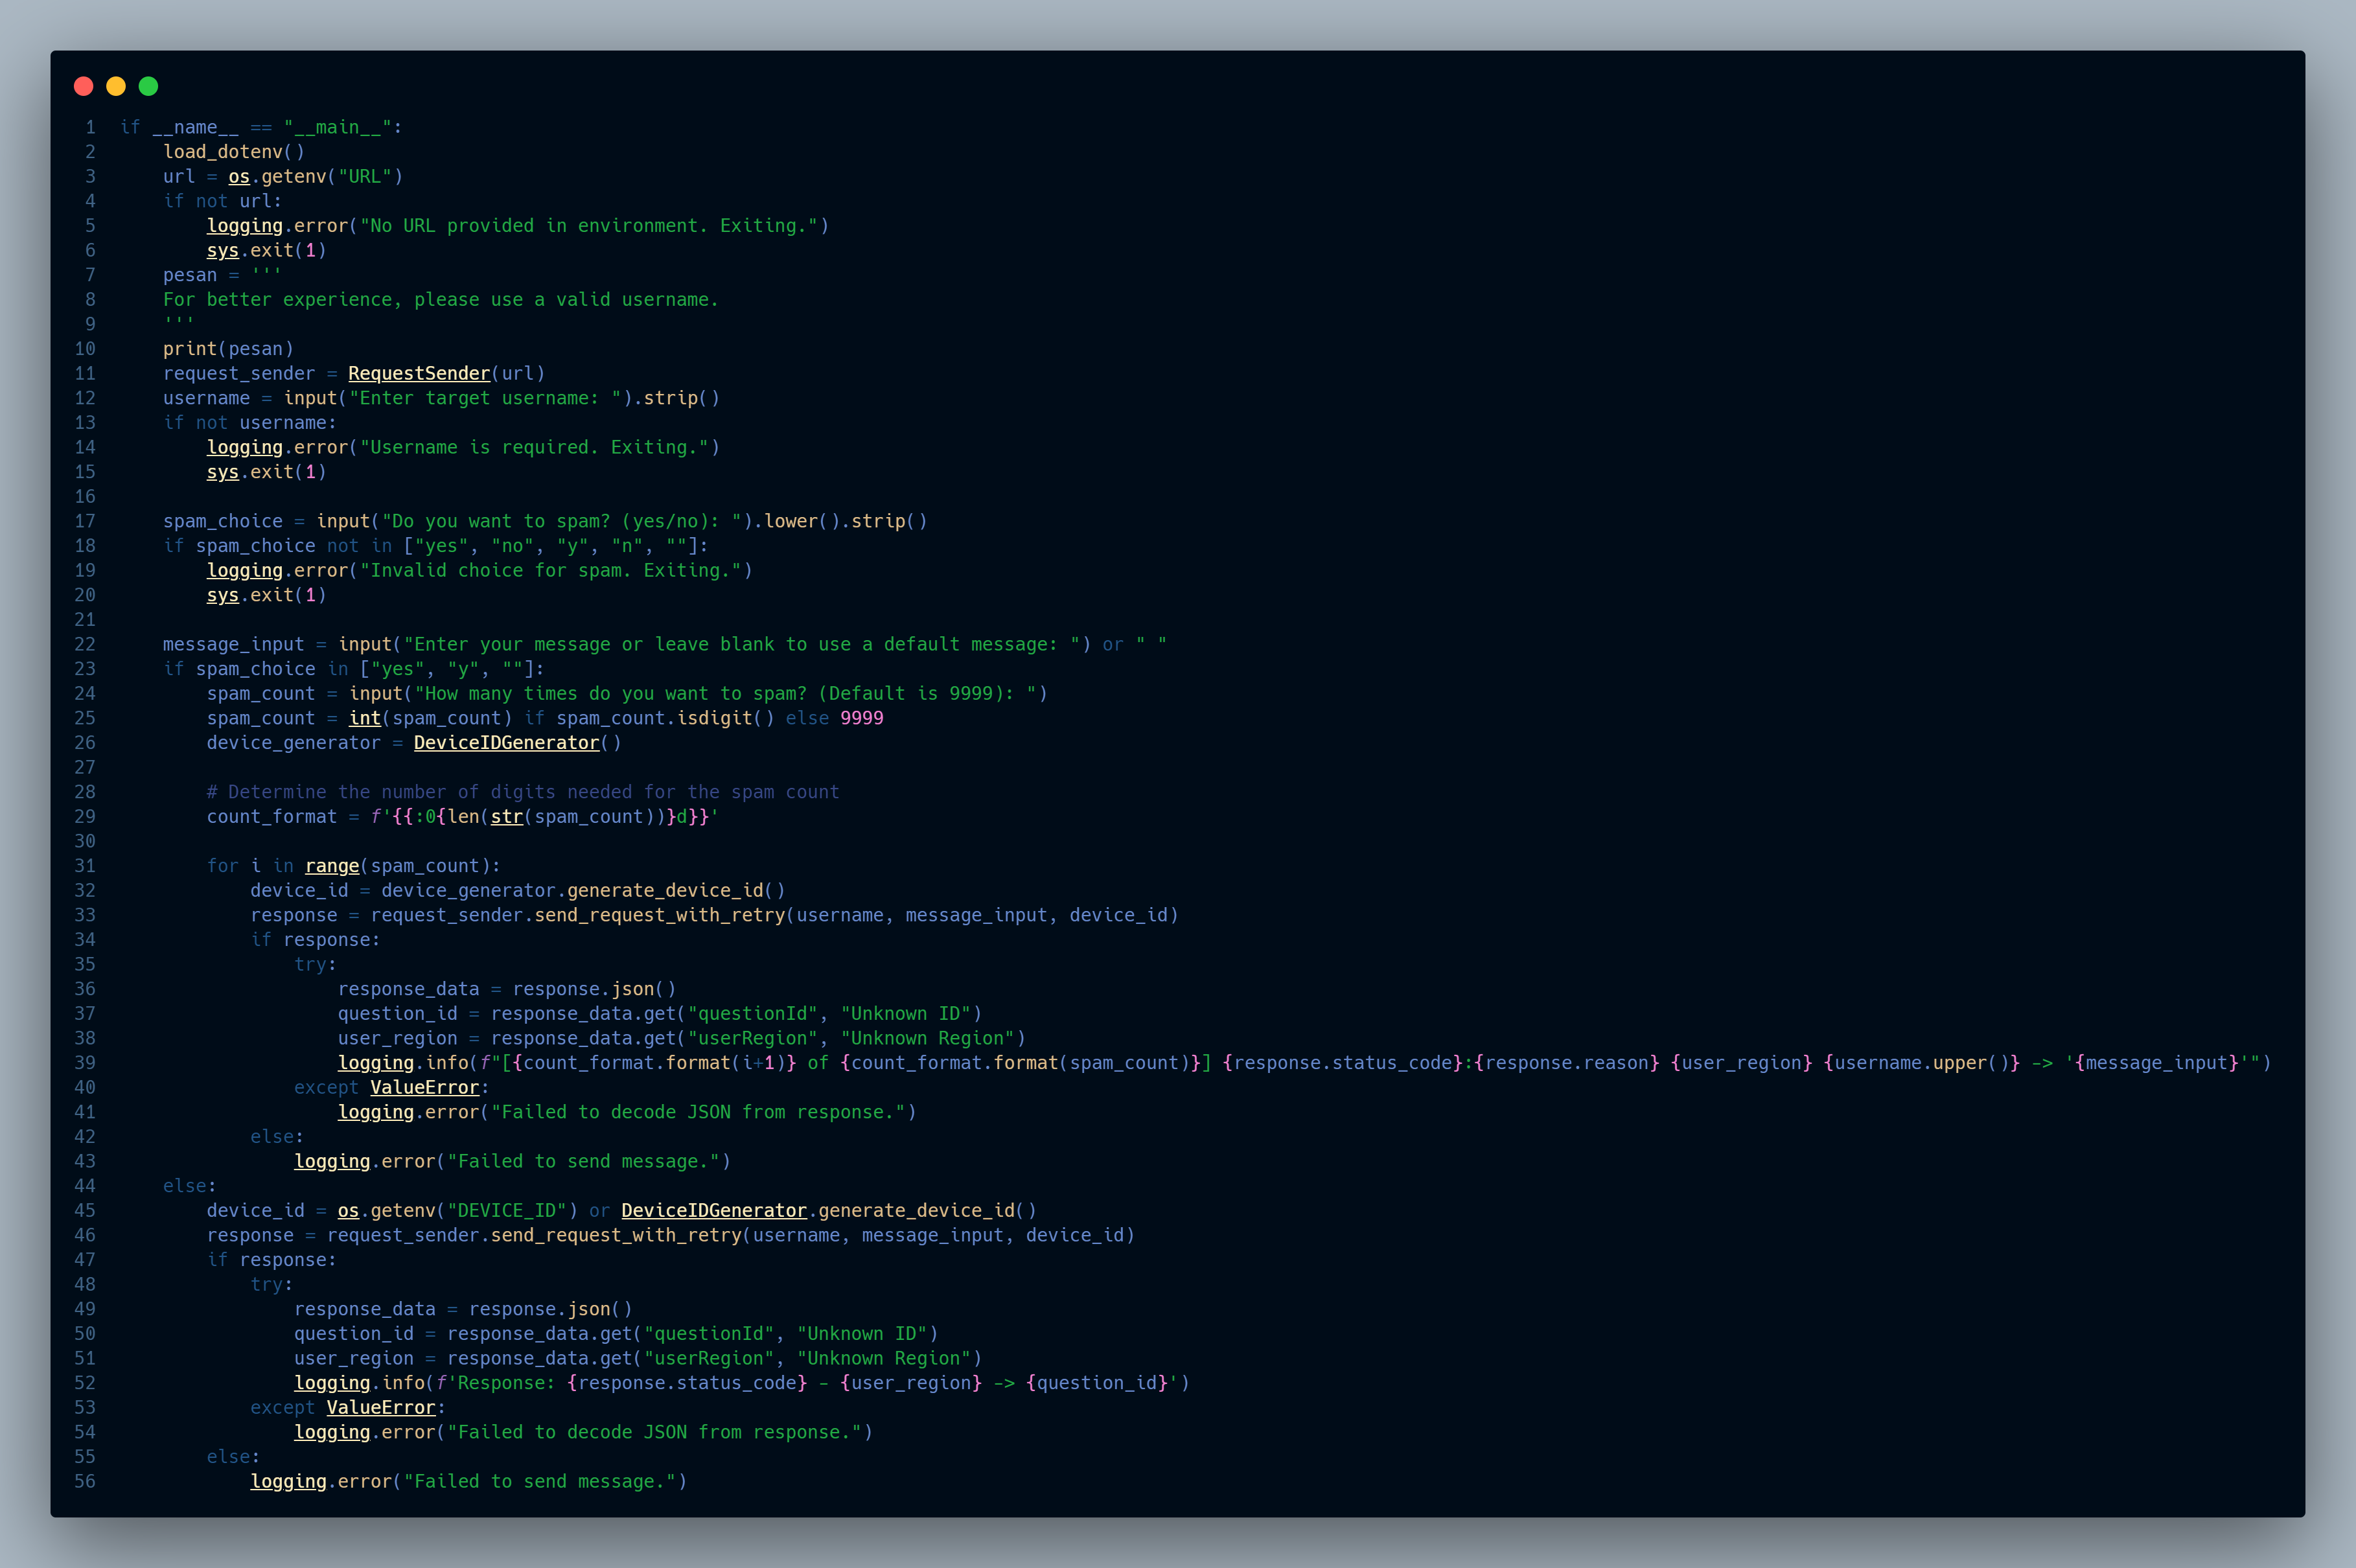 1 if __name__ == "__main__":
2     load_dotenv()
3     url = os.getenv("URL")
4     if not url:
5         logging.error("No URL provided in environment. Exiting.")
6         sys.exit(1)
7     pesan = '''
8     For better experience, please use a valid username.
9     '''
10     print(pesan)
11     request_sender = RequestSender(url)
12     username = input("Enter target username: ").strip()
13     if not username:
14         logging.error("Username is required. Exiting.")
15         sys.exit(1)
16
17     spam_choice = input("Do you want to spam? (yes/no): ").lower().strip()
18     if spam_choice not in ["yes", "no", "y", "n", ""]:
19         logging.error("Invalid choice for spam. Exiting.")
20         sys.exit(1)
21
22     message_input = input("Enter your message or leave blank to use a default message: ") or " "
23     if spam_choice in ["yes", "y", ""]:
24         spam_count = input("How many times do you want to spam? (Default is 9999): ")
25         spam_count = int(spam_count) if spam_count.isdigit() else 9999
26         device_generator = DeviceIDGenerator()
27
28         # Determine the number of digits needed for the spam count
29         count_format = f'{{:0{len(str(spam_count))}d}}'
30
31         for i in range(spam_count):
32             device_id = device_generator.generate_device_id()
33             response = request_sender.send_request_with_retry(username, message_input, device_id)
34             if response:
35                 try:
36                     response_data = response.json()
37                     question_id = response_data.get("questionId", "Unknown ID")
38                     user_region = response_data.get("userRegion", "Unknown Region")
39                     logging.info(f"[{count_format.format(i+1)} of {count_format.format(spam_count)}] {response.status_code}:{response.reason} {user_region} {username.upper()} -> '{message_input}'")
40                 except ValueError:
41                     logging.error("Failed to decode JSON from response.")
42             else:
43                 logging.error("Failed to send message.")
44     else:
45         device_id = os.getenv("DEVICE_ID") or DeviceIDGenerator.generate_device_id()
46         response = request_sender.send_request_with_retry(username, message_input, device_id)
47         if response:
48             try:
49                 response_data = response.json()
50                 question_id = response_data.get("questionId", "Unknown ID")
51                 user_region = response_data.get("userRegion", "Unknown Region")
52                 logging.info(f'Response: {response.status_code} - {user_region} -> {question_id}')
53             except ValueError:
54                 logging.error("Failed to decode JSON from response.")
55         else:
56             logging.error("Failed to send message.")